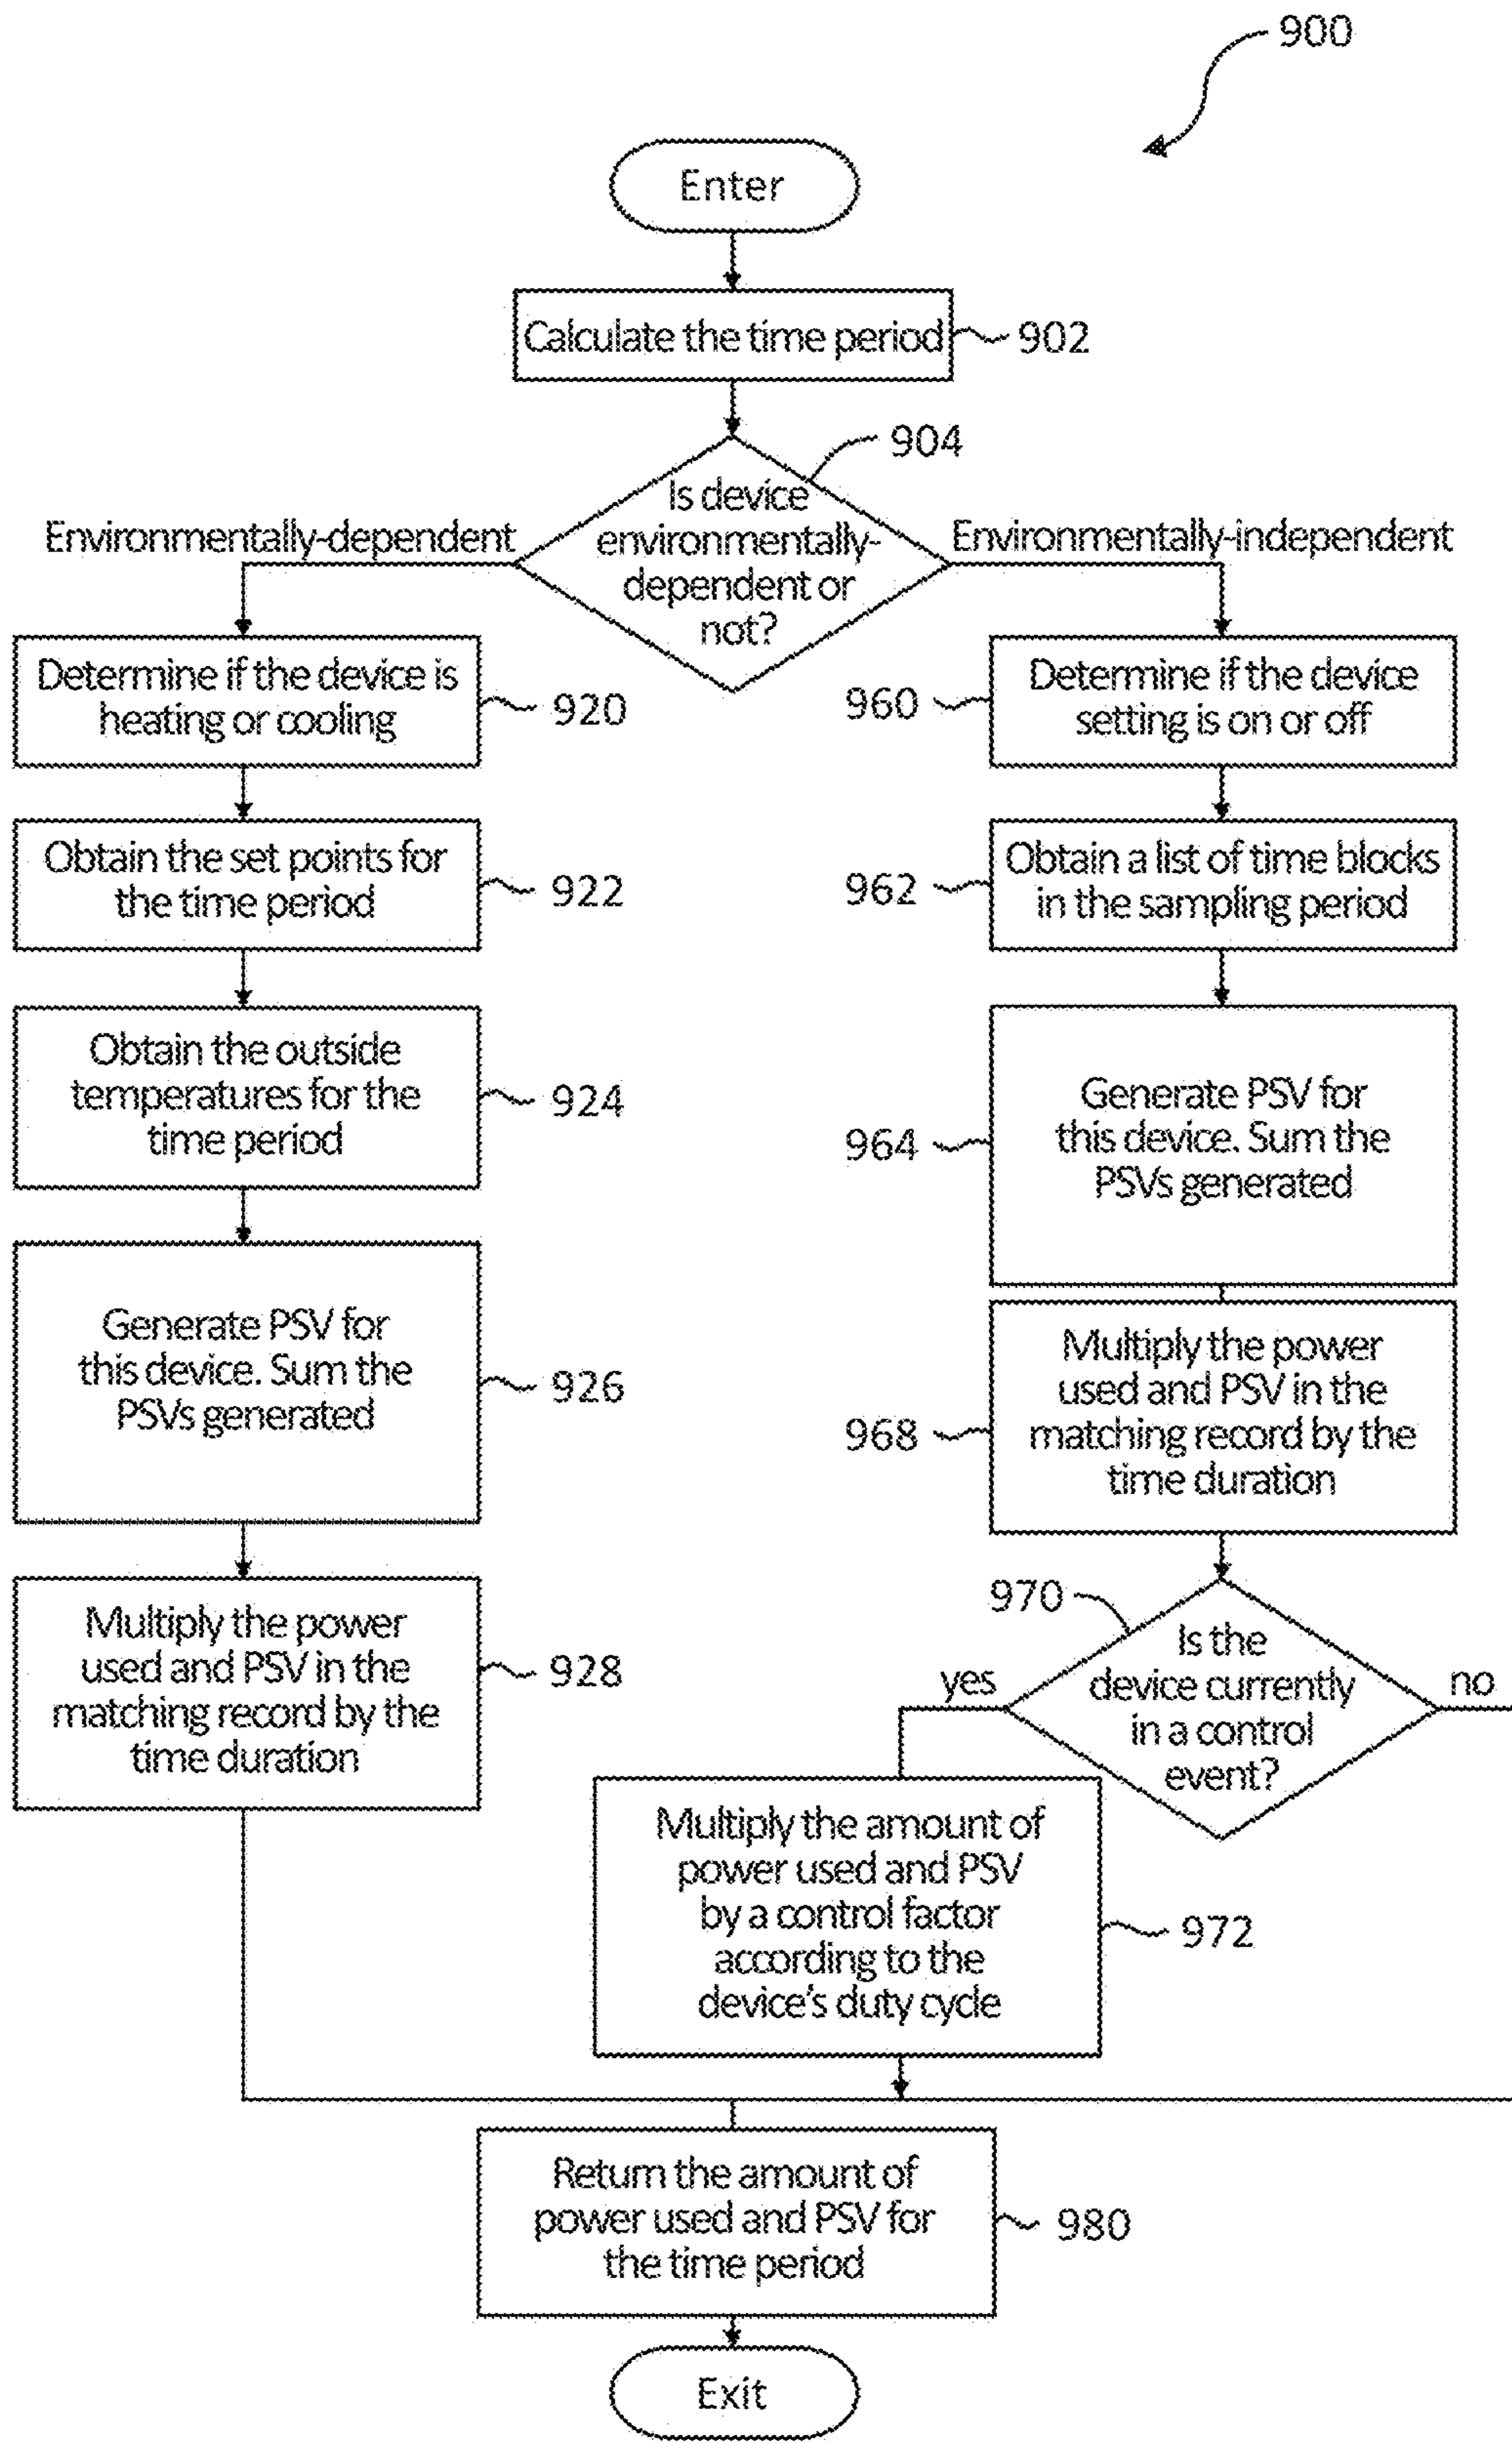 900
Enter
Calculate the time period
902
904
Is device
environmentally-
dependent or
not?
Environmentally-dependent
Environmentally-independent
Determine if the device is
heating or cooling
920
Obtain the set points for
the time period
922
Obtain the outside
temperatures for the
time period
924
Generate PSV for
this device. Sum the
PSVs generated
926
Multiply the power
used and PSV in the
matching record by the
time duration
928
960
Determine if the device
setting is on or off
962
Obtain a list of time blocks
in the sampling period
964
Generate PSV for
this device. Sum the
PSVs generated
968
Multiply the power
used and PSV in the
matching record by the
time duration
970
Is the
device currently
in a control
event?
yes
no
Multiply the amount of
power used and PSV
by a control factor
according to the
device's duty cycle
972
Return the amount of
power used and PSV for
the time period
980
Exit